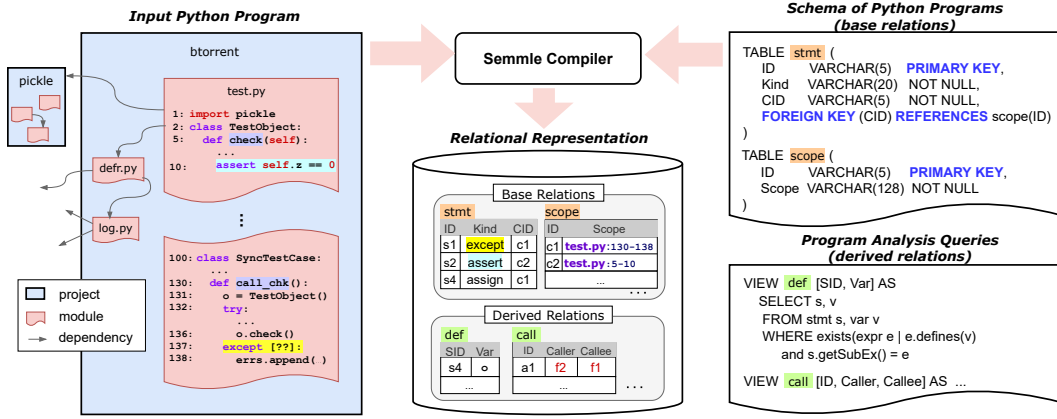 Input Python Program
btorrent
pickle
test.py
1: import pickle
2: class TestObject:
5: def check(self):
...
10: assert self.z == 0
defr.py
log.py
⋮
100: class SyncTestCase:
...
130: def call_chk():
131: o = TestObject()
132: try:
...
136: o.check()
137: except [??]:
138: errs.append( )
project
module
dependency
Semmle Compiler
Relational Representation
Base Relations
stmt
ID Kind CID
s1 except c1
s2 assert c2
s4 assign c1
scope
ID Scope
c1 test.py:130-138
c2 test.py:5-10
...
Derived Relations
def
SID Var
s4 o
...
call
ID Caller Callee
a1 f2 f1
...
. . .
Schema of Python Programs
(base relations)
TABLE stmt (
ID VARCHAR(5) PRIMARY KEY,
Kind VARCHAR(20) NOT NULL,
CID VARCHAR(5) NOT NULL,
FOREIGN KEY (CID) REFERENCES scope(ID)
)
TABLE scope (
ID VARCHAR(5) PRIMARY KEY,
Scope VARCHAR(128) NOT NULL
)
Program Analysis Queries
(derived relations)
VIEW def [SID, Var] AS
SELECT s, v
FROM stmt s, var v
WHERE exists(expr e | e.defines(v)
and s.getSubEx() = e
VIEW call [ID, Caller, Callee] AS ...